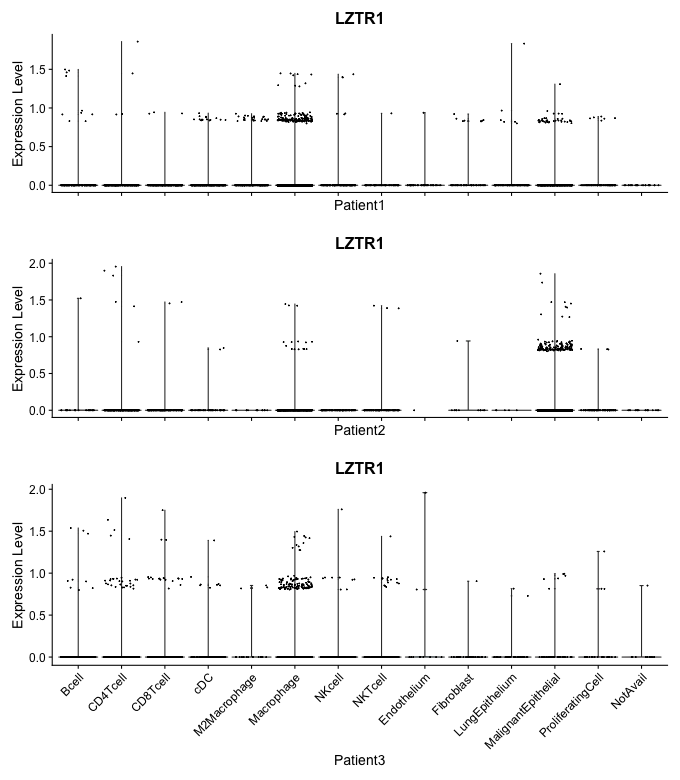 LZTR1
Expression Level
1.5
1.0
0.5
0.0
Patient1
LZTR1
Expression Level
2.0
1.5
1.0
0.5
0.0
Patient2
LZTR1
Expression Level
2.0
1.5
1.0
0.5
0.0
Bcell
CD4Tcell
CD8Tcell
cDC
M2Macrophage
Macrophage
NKcell
NKTcell
Endothelium
Fibroblast
LungEpithelium
MalignantEpithelial
ProliferatingCell
NotAvail
Patient3